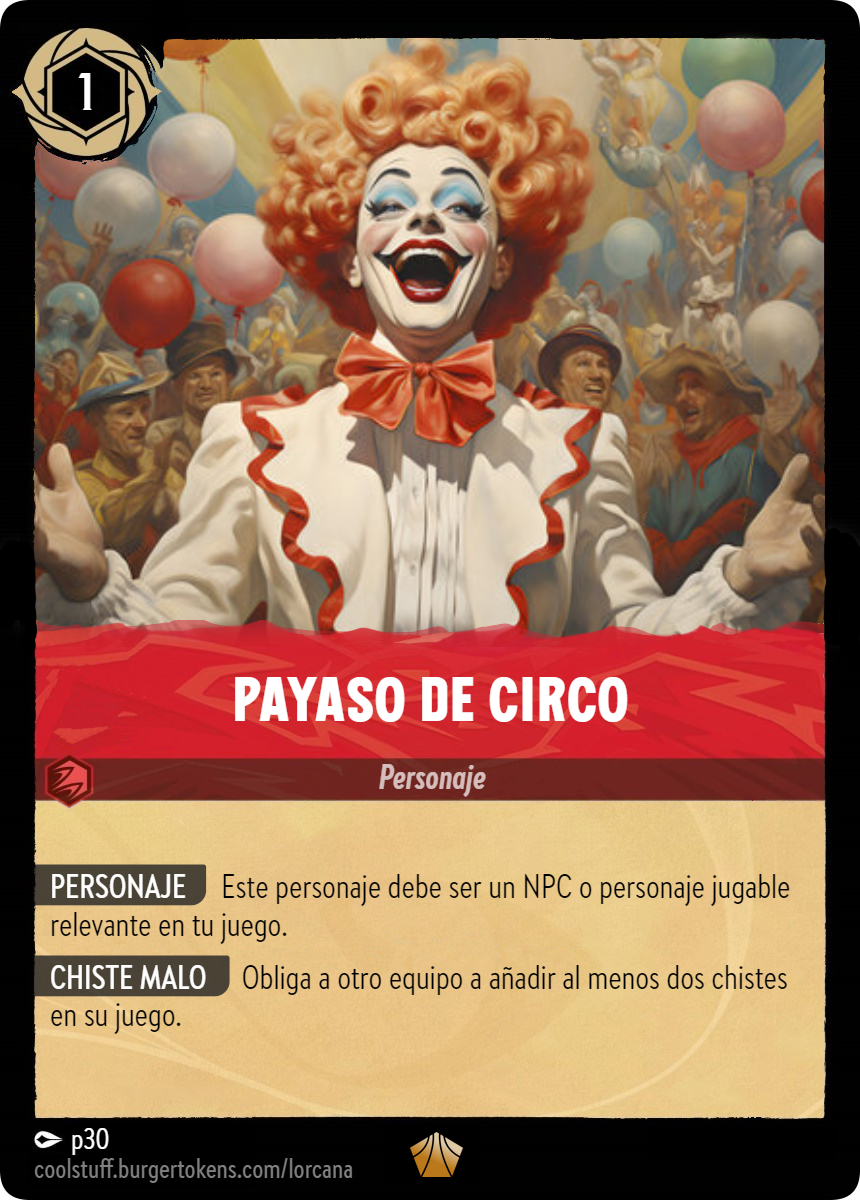 1
PAYASO DE CIRCO
Personaje
PERSONAJE Este personaje debe ser un NPC o personaje jugable
relevante en tu juego.
CHISTE MALO Obliga a otro equipo a añadir al menos dos chistes
en su juego.
p30
coolstuff.burgertokens.com/lorcana